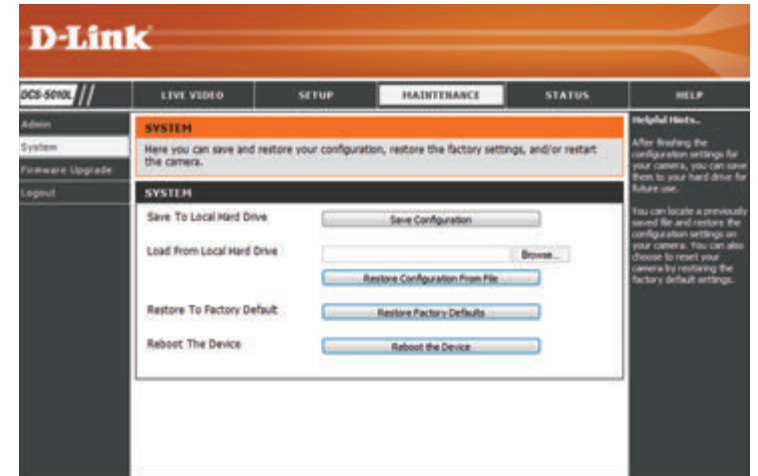 D-Link
DCS-5010L //
LIVE VIDEO
SETUP
MAINTENANCE
STATUS
HELP
Admin
System
Firmware Upgrade
Logout
SYSTEM
Here you can save and restore your configuration, restore the factory settings, and/or restart
the camera.
SYSTEM
Save To Local Hard Drive
Save Configuration
Load From Local Hard Drive
Browse...
Restore Configuration From File
Restore To Factory Default
Restore Factory Defaults
Reboot The Device
Reboot the Device
Helpful Hints..
After finishing the
configuration settings for
your camera, you can save
them to your hard drive for
future use.
You can locate a previously
saved file and restore the
configuration settings on
your camera. You can also
choose to reset your
camera by restoring the
factory default settings.